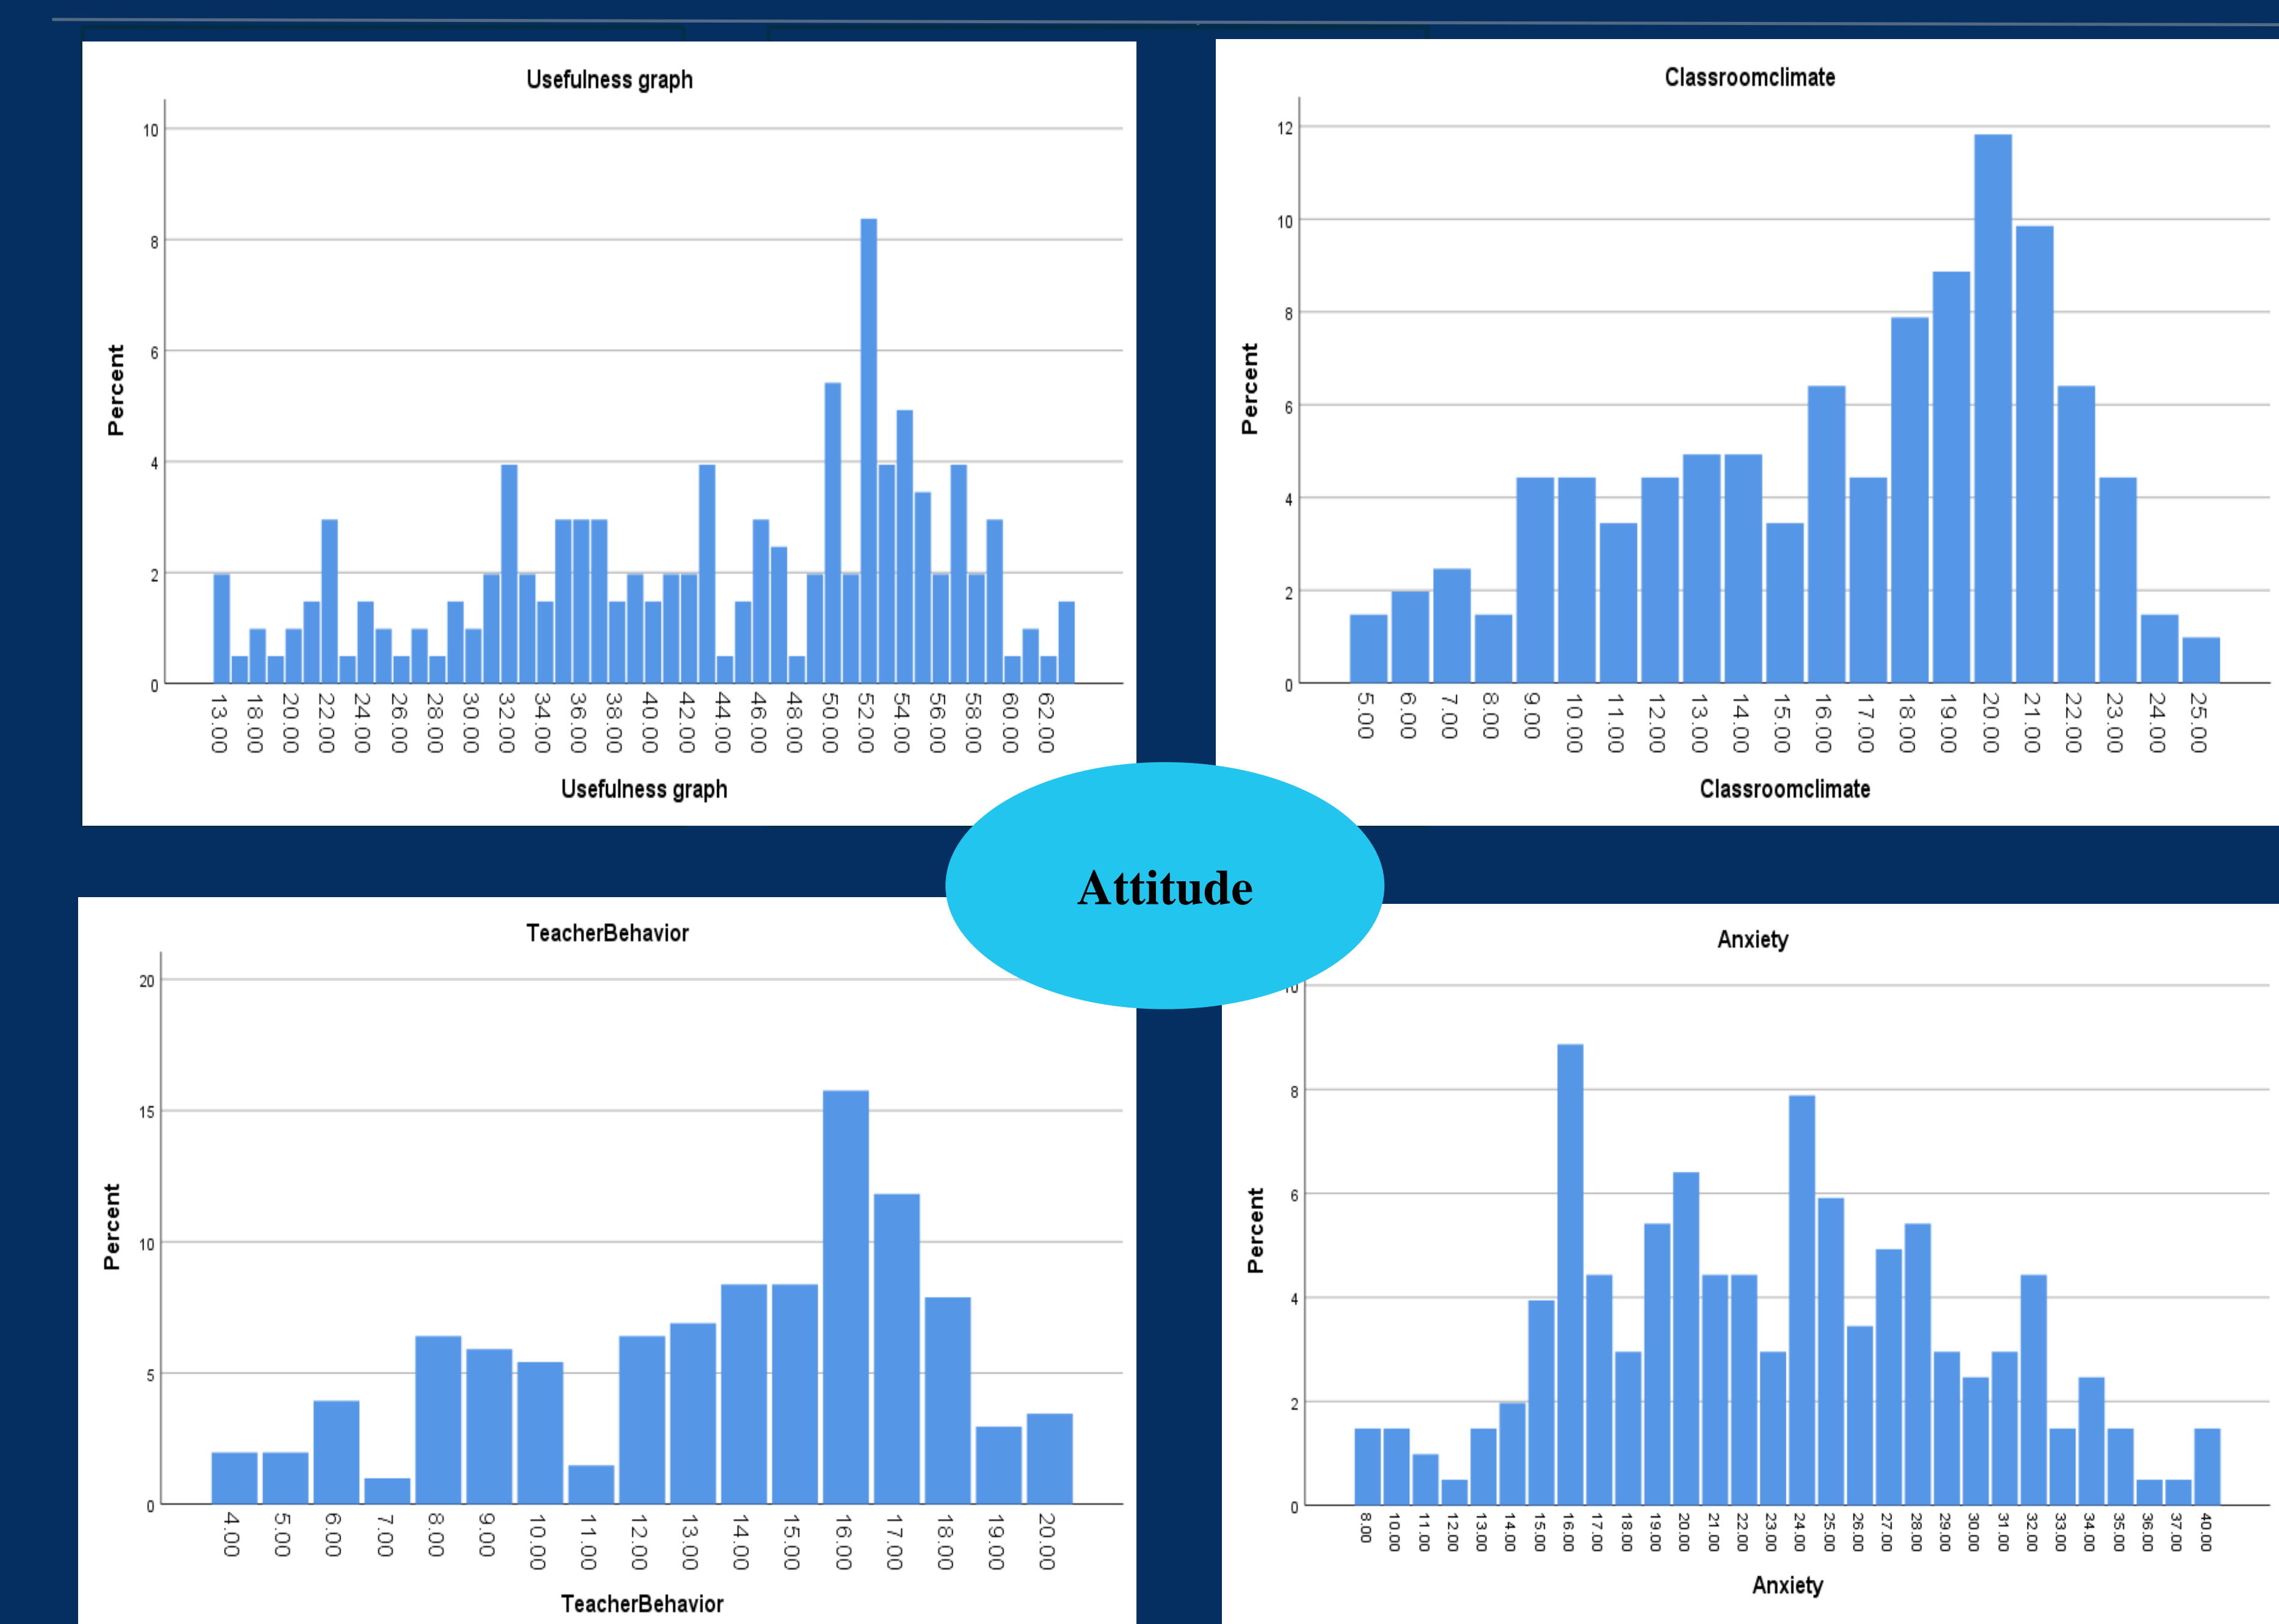 Usefulness graph
10
8
6
4
2
0
Percent
13.00 18.00 20.00 22.00 24.00 26.00 28.00 30.00 32.00 34.00 36.00 38.00 40.00 42.00 44.00 46.00 48.00 50.00 52.00 54.00 56.00 58.00 60.00 62.00
Usefulness graph
Classroomclimate
12
10
8
6
4
2
0
Percent
5.00 6.00 7.00 8.00 9.00 10.00 11.00 12.00 13.00 14.00 15.00 16.00 17.00 18.00 19.00 20.00 21.00 22.00 23.00 24.00 25.00
Classroomclimate
Attitude
TeacherBehavior
20
15
10
5
0
Percent
4.00 5.00 6.00 7.00 8.00 9.00 10.00 11.00 12.00 13.00 14.00 15.00 16.00 17.00 18.00 19.00 20.00
TeacherBehavior
Anxiety
10
8
6
4
2
0
Percent
8.00 10.00 11.00 12.00 13.00 14.00 15.00 16.00 17.00 18.00 19.00 20.00 21.00 22.00 23.00 24.00 25.00 26.00 27.00 28.00 29.00 30.00 31.00 32.00 33.00 34.00 35.00 36.00 37.00 40.00
Anxiety